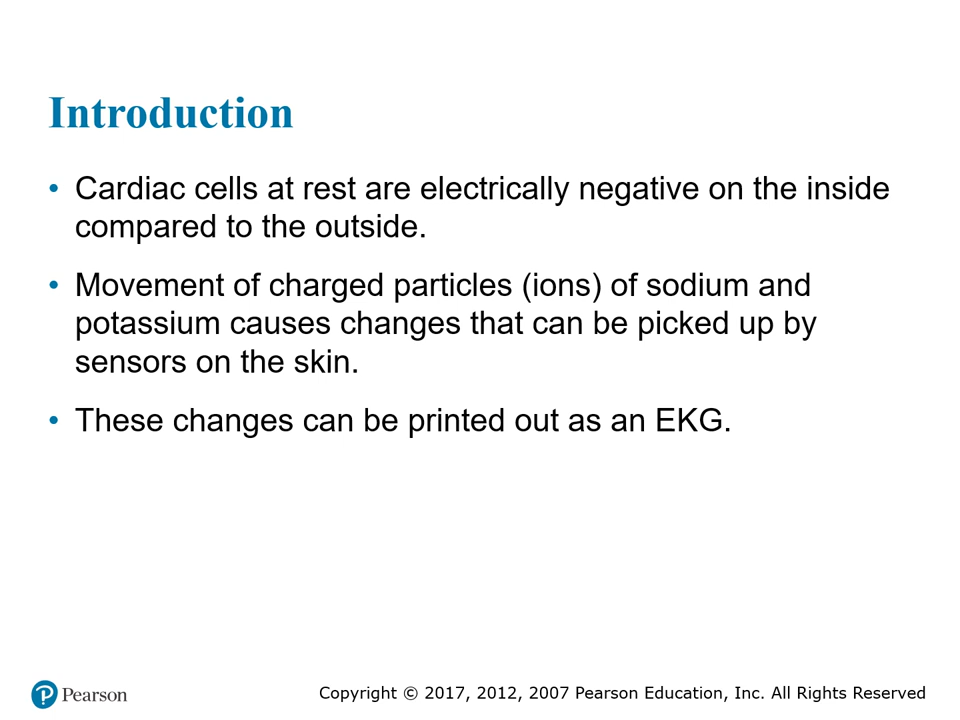 Introduction
• Cardiac cells at rest are electrically negative on the inside
compared to the outside.
• Movement of charged particles (ions) of sodium and
potassium causes changes that can be picked up by
sensors on the skin.
• These changes can be printed out as an EKG.
P Pearson
Copyright © 2017, 2012, 2007 Pearson Education, Inc. All Rights Reserved